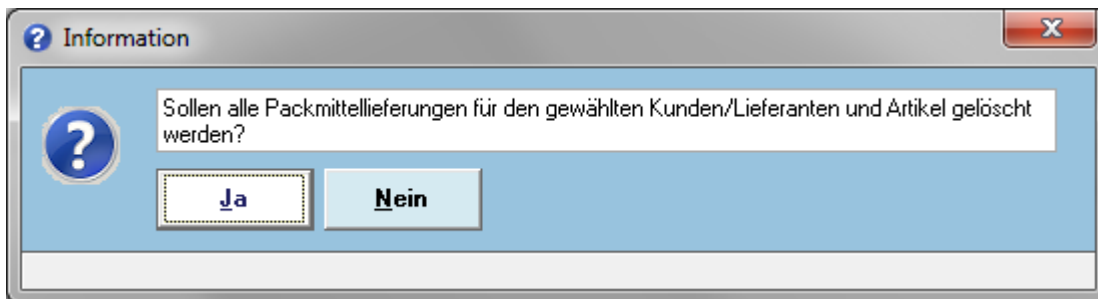 Information
Sollen alle Packmittellieferungen für den gewählten Kunden/Lieferanten und Artikel gelöscht
werden?
Ja
Nein